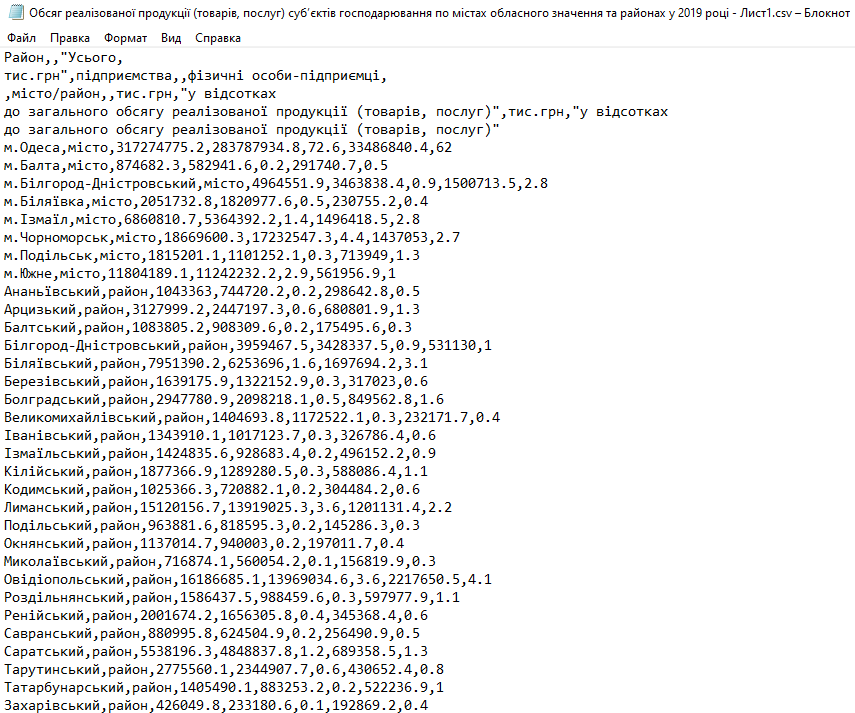 Обсяг реалізованої продукції (товарів, послуг) суб'єктів господарювання по містах обласного значення та районах у 2019 році - Лист1.csv – Блокнот
Файл Правка Формат Вид Справка
Район,,"Усього,
тис.грн",підприємства,,фізичні особи-підприємці,
,місто/район,,тис.грн,"у відсотках
до загального обсягу реалізованої продукції (товарів, послуг)",тис.грн,"у відсотках
до загального обсягу реалізованої продукції (товарів, послуг)"
м.Одеса,місто,317274775.2,283787934.8,72.6,33486840.4,62
м.Балта,місто,874682.3,582941.6,0.2,291740.7,0.5
м.Білгород-Дністровський,місто,4964551.9,3463838.4,0.9,1500713.5,2.8
м.Біляївка,місто,2051732.8,1820977.6,0.5,230755.2,0.4
м.Ізмаїл,місто,6860810.7,5364392.2,1.4,1496418.5,2.8
м.Чорноморськ,місто,18669600.3,17232547.3,4.4,1437053,2.7
м.Подільськ,місто,1815201.1,1101252.1,0.3,713949,1.3
м.Южне,місто,11804189.1,11242232.2,2.9,561956.9,1
Ананьївський,район,1043363,744720.2,0.2,298642.8,0.5
Арцизький,район,3127999.2,2447197.3,0.6,680801.9,1.3
Балтський,район,1083805.2,908309.6,0.2,175495.6,0.3
Білгород-Дністровський,район,3959467.5,3428337.5,0.9,531130,1
Біляївський,район,7951390.2,6253696,1.6,1697694.2,3.1
Березівський,район,1639175.9,1322152.9,0.3,317023,0.6
Болградський,район,2947780.9,2098218.1,0.5,849562.8,1.6
Великомихайлівський,район,1404693.8,1172522.1,0.3,232171.7,0.4
Іванівський,район,1343910.1,1017123.7,0.3,326786.4,0.6
Ізмаїльський,район,1424835.6,928683.4,0.2,496152.2,0.9
Кілійський,район,1877366.9,1289280.5,0.3,588086.4,1.1
Кодимський,район,1025366.3,720882.1,0.2,304484.2,0.6
Лиманський,район,15120156.7,13919025.3,3.6,1201131.4,2.2
Подільський,район,963881.6,818595.3,0.2,145286.3,0.3
Окнянський,район,1137014.7,940003,0.2,197011.7,0.4
Миколаївський,район,716874.1,560054.2,0.1,156819.9,0.3
Овідіопольський,район,16186685.1,13969034.6,3.6,2217650.5,4.1
Роздільнянський,район,1586437.5,988459.6,0.3,597977.9,1.1
Ренійський,район,2001674.2,1656305.8,0.4,345368.4,0.6
Савранський,район,880995.8,624504.9,0.2,256490.9,0.5
Саратський,район,5538196.3,4848837.8,1.2,689358.5,1.3
Тарутинський,район,2775560.1,2344907.7,0.6,430652.4,0.8
Татарбунарський,район,1405490.1,883253.2,0.2,522236.9,1
Захарівський,район,426049.8,233180.6,0.1,192869.2,0.4